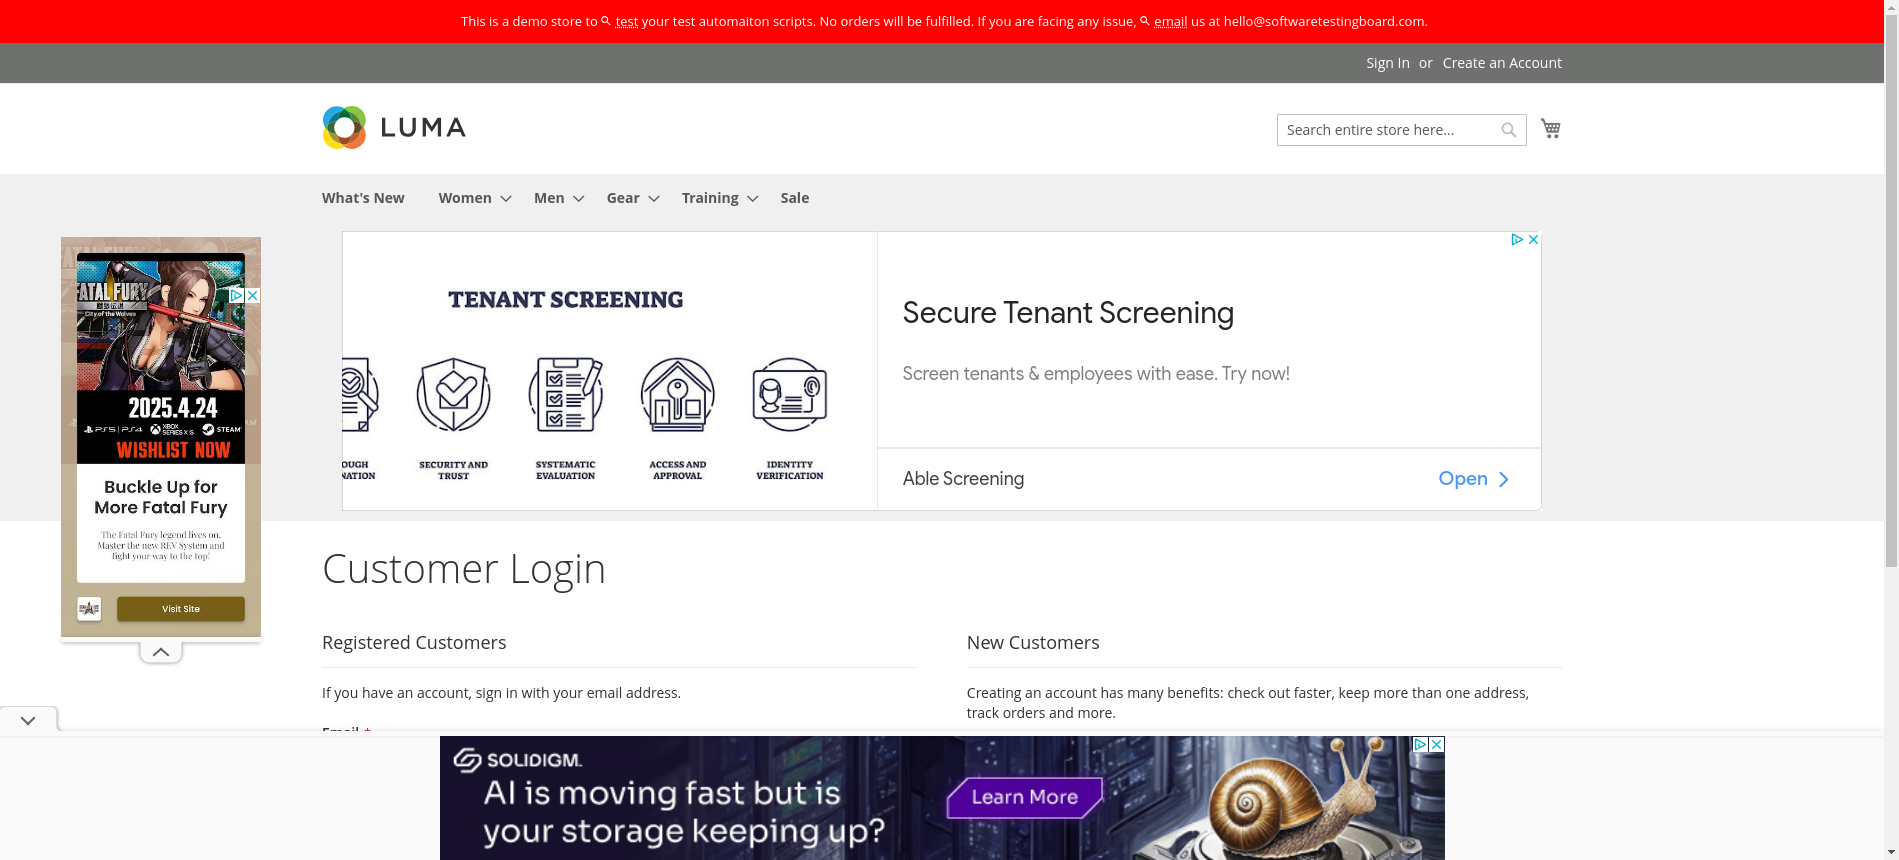 This is a demo store to test your test automaiton scripts. No orders will be fulfilled. If you are facing any issue, email us at hello@softwaretestingboard.com.
Sign In or Create an Account
LUMA
Search entire store here...
What's New Women Men Gear Training Sale
FATAL FURY
City of the Wolves
2025.4.24
PS5 | PS4 XBOX SERIES X|S STEAM
WISHLIST NOW
Buckle Up for
More Fatal Fury
The Fatal Fury legend lives on.
Master the new REV System and
fight your way to the top!
Visit Site
TENANT SCREENING
OUGH
NATION
SECURITY AND
TRUST
SYSTEMATIC
EVALUATION
ACCESS AND
APPROVAL
IDENTITY
VERIFICATION
Secure Tenant Screening
Screen tenants & employees with ease. Try now!
Able Screening
Open
Customer Login
Registered Customers
If you have an account, sign in with your email address.
Email *
New Customers
Creating an account has many benefits: check out faster, keep more than one address,
track orders and more.
SOLIDIGM
AI is moving fast but is
your storage keeping up?
Learn More